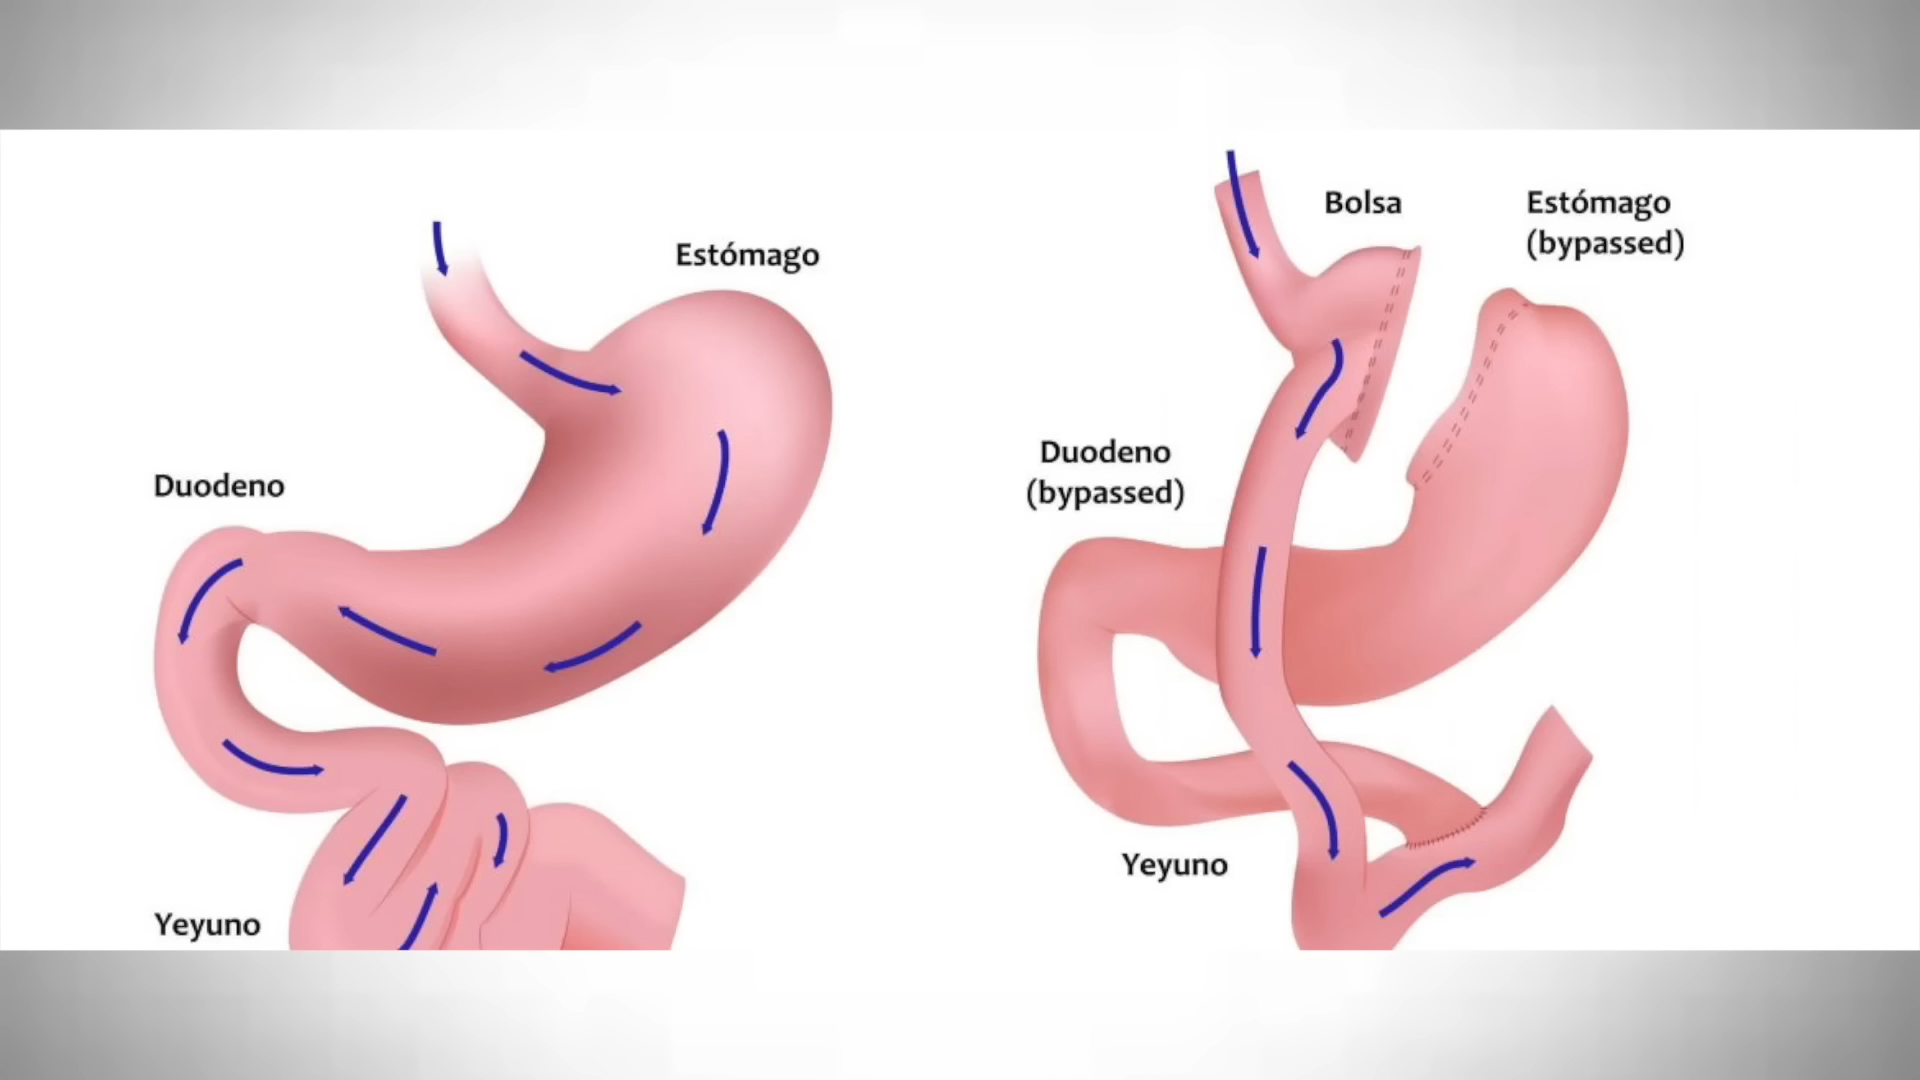 Estómago
Duodeno
Yeyuno
Bolsa
Estómago
(bypassed)
Duodeno
(bypassed)
Yeyuno